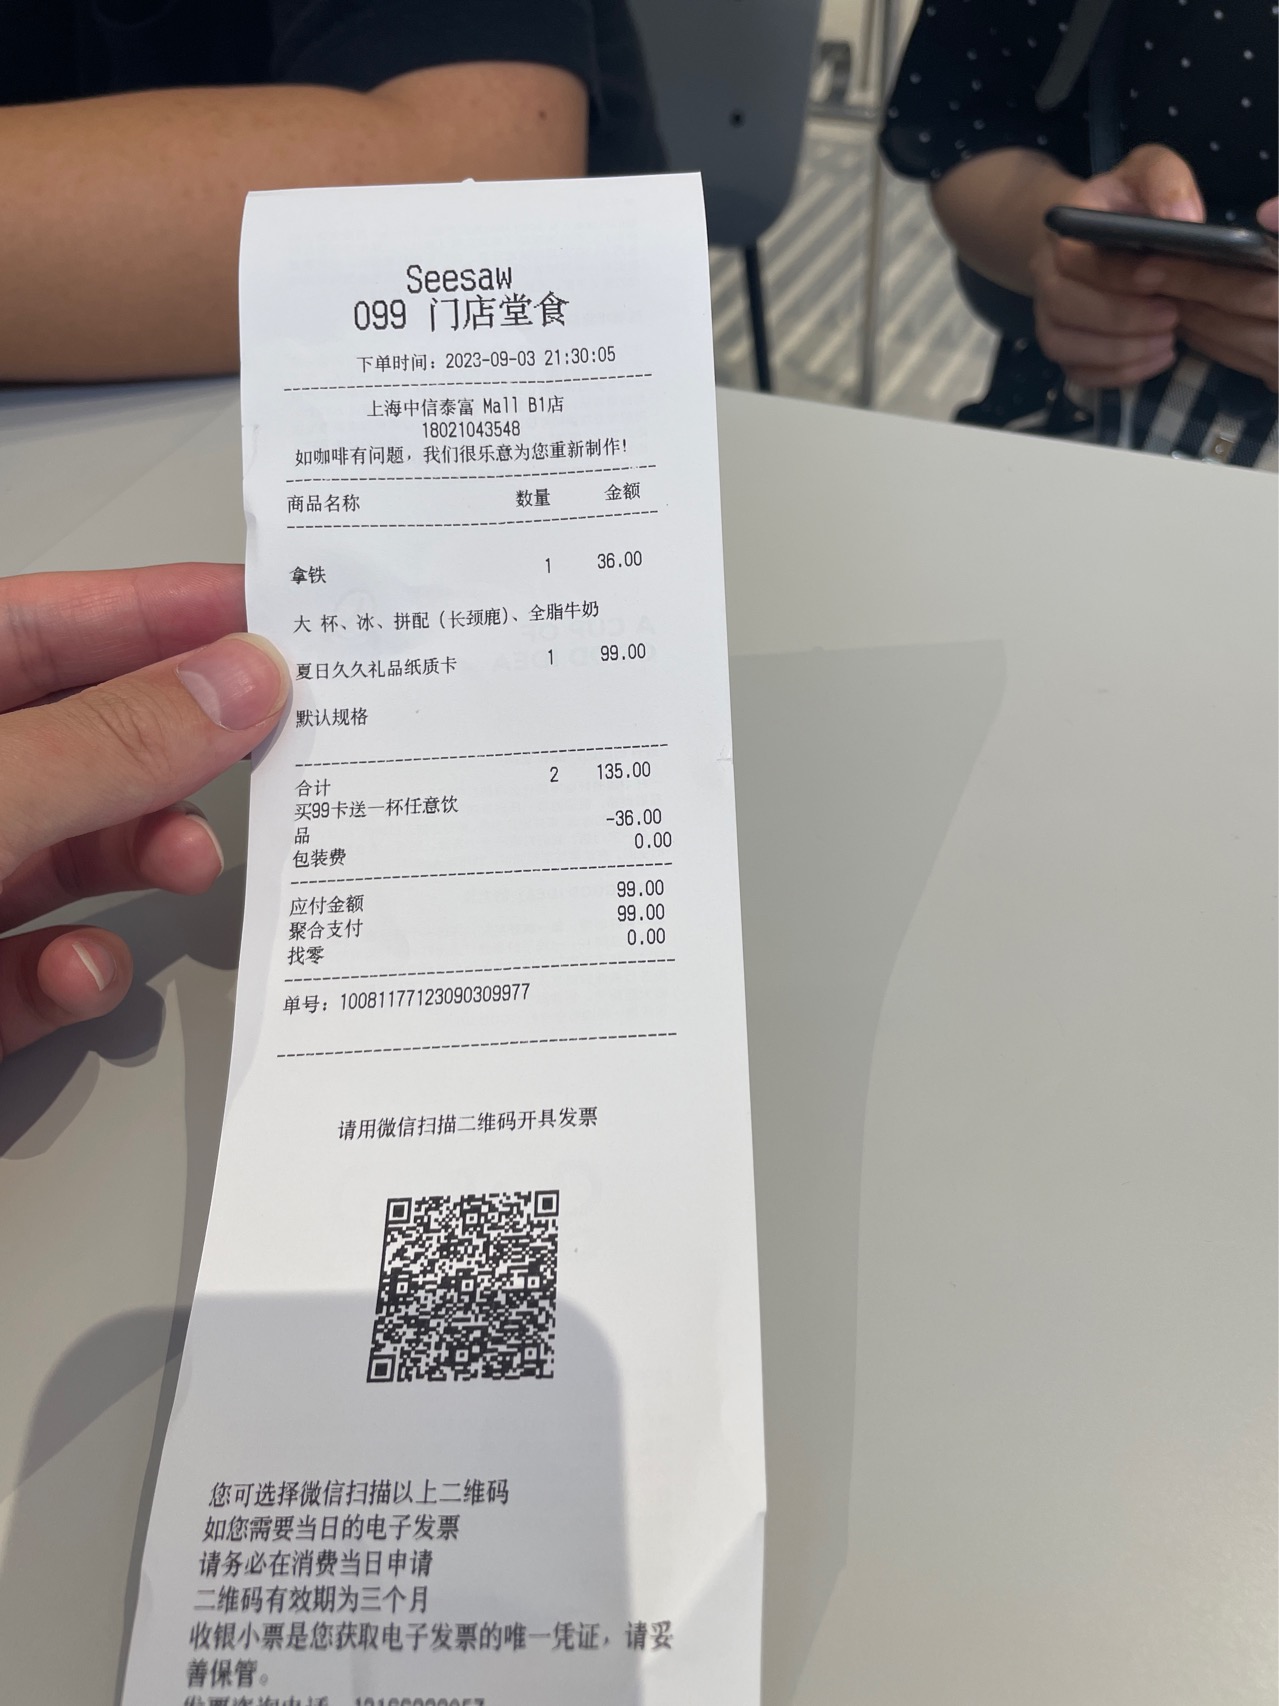 Seesaw
099 门店堂食
下单时间：2023-09-03 21:30:05
上海中信泰富 Mall B1店
18021043548
如咖啡有问题，我们很乐意为您重新制作！
商品名称 数量 金额
拿铁 1 36.00
大 杯、冰、拼配（长颈鹿）、全脂牛奶
夏日久久礼品纸质卡 1 99.00
默认规格
合计 2 135.00
买99卡送一杯任意饮
品 -36.00
包装费 0.00
应付金额 99.00
聚合支付 99.00
找零 0.00
单号：10081177123090309977
请用微信扫描二维码开具发票
您可选择微信扫描以上二维码
如您需要当日的电子发票
请务必在消费当日申请
二维码有效期为三个月
收银小票是您获取电子发票的唯一凭证，请妥
善保管。